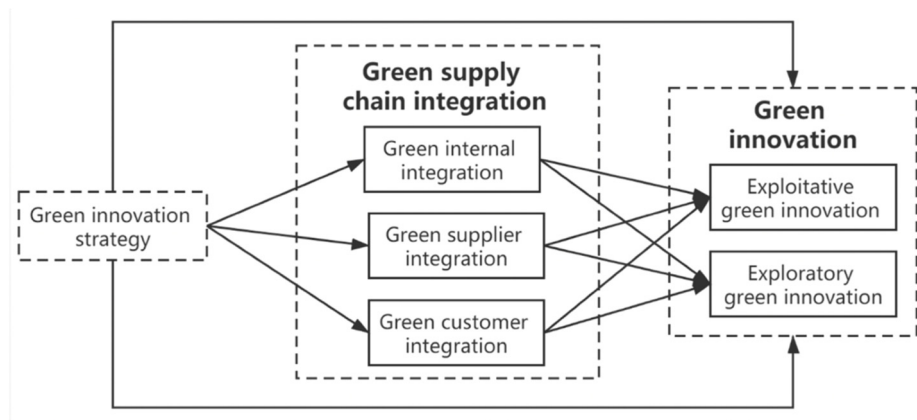 Green supply
chain integration
Green
innovation
Green internal
integration
Exploitative
green innovation
Green innovation
strategy
Green supplier
integration
Exploratory
green innovation
Green customer
integration